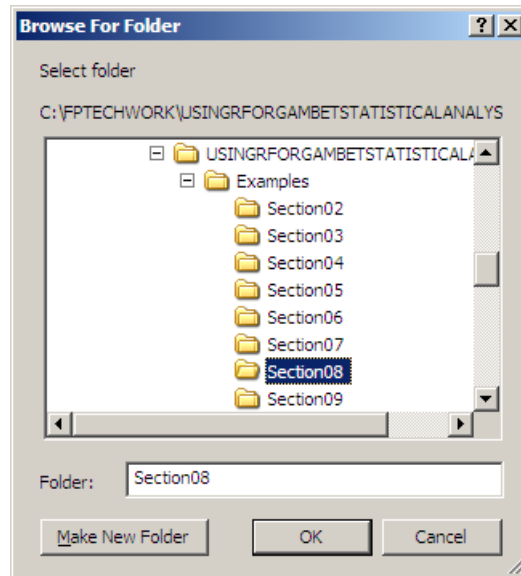 Browse For Folder
Select folder
C:\FPTECHWORK\USINGRFORGAMBETSTATISTICALANALYS
USINGRFORGAMBETSTATISTICALA
Examples
Section02
Section03
Section04
Section05
Section06
Section07
Section08
Section09
Folder: Section08
Make New Folder OK Cancel